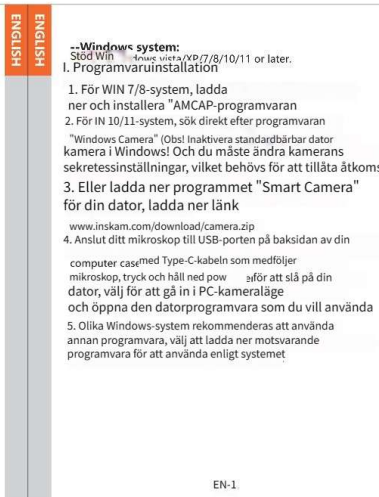 ENGLISH
ENGLISH
--Windows system:
Stöd Win dows vista/XP/7/8/10/11 or later.
I. Programvaruinstallation
1. För WIN 7/8-system, ladda
ner och installera "AMCAP-programvaran
2. För IN 10/11-system, sök direkt efter programvaran
"Windows Camera" (Obs! Inaktivera standardbärbar dator
kamera i Windows! Och du måste ändra kamerans
sekretessinställningar, vilket behövs för att tillåta åtkoms
3. Eller ladda ner programmet "Smart Camera"
för din dator, ladda ner länk
www.inskam.com/download/camera.zip
4. Anslut ditt mikroskop till USB-porten på baksidan av din
computer case med Type-C-kabeln som medföljer
mikroskop, tryck och håll ned pow för att slå på din
dator, välj för att gå in i PC-kameraläge
och öppna den datorprogramvara som du vill använda
5. Olika Windows-system rekommenderas att använda
annan programvara, välj att ladda ner motsvarande
programvara för att använda enligt systemet
EN-1